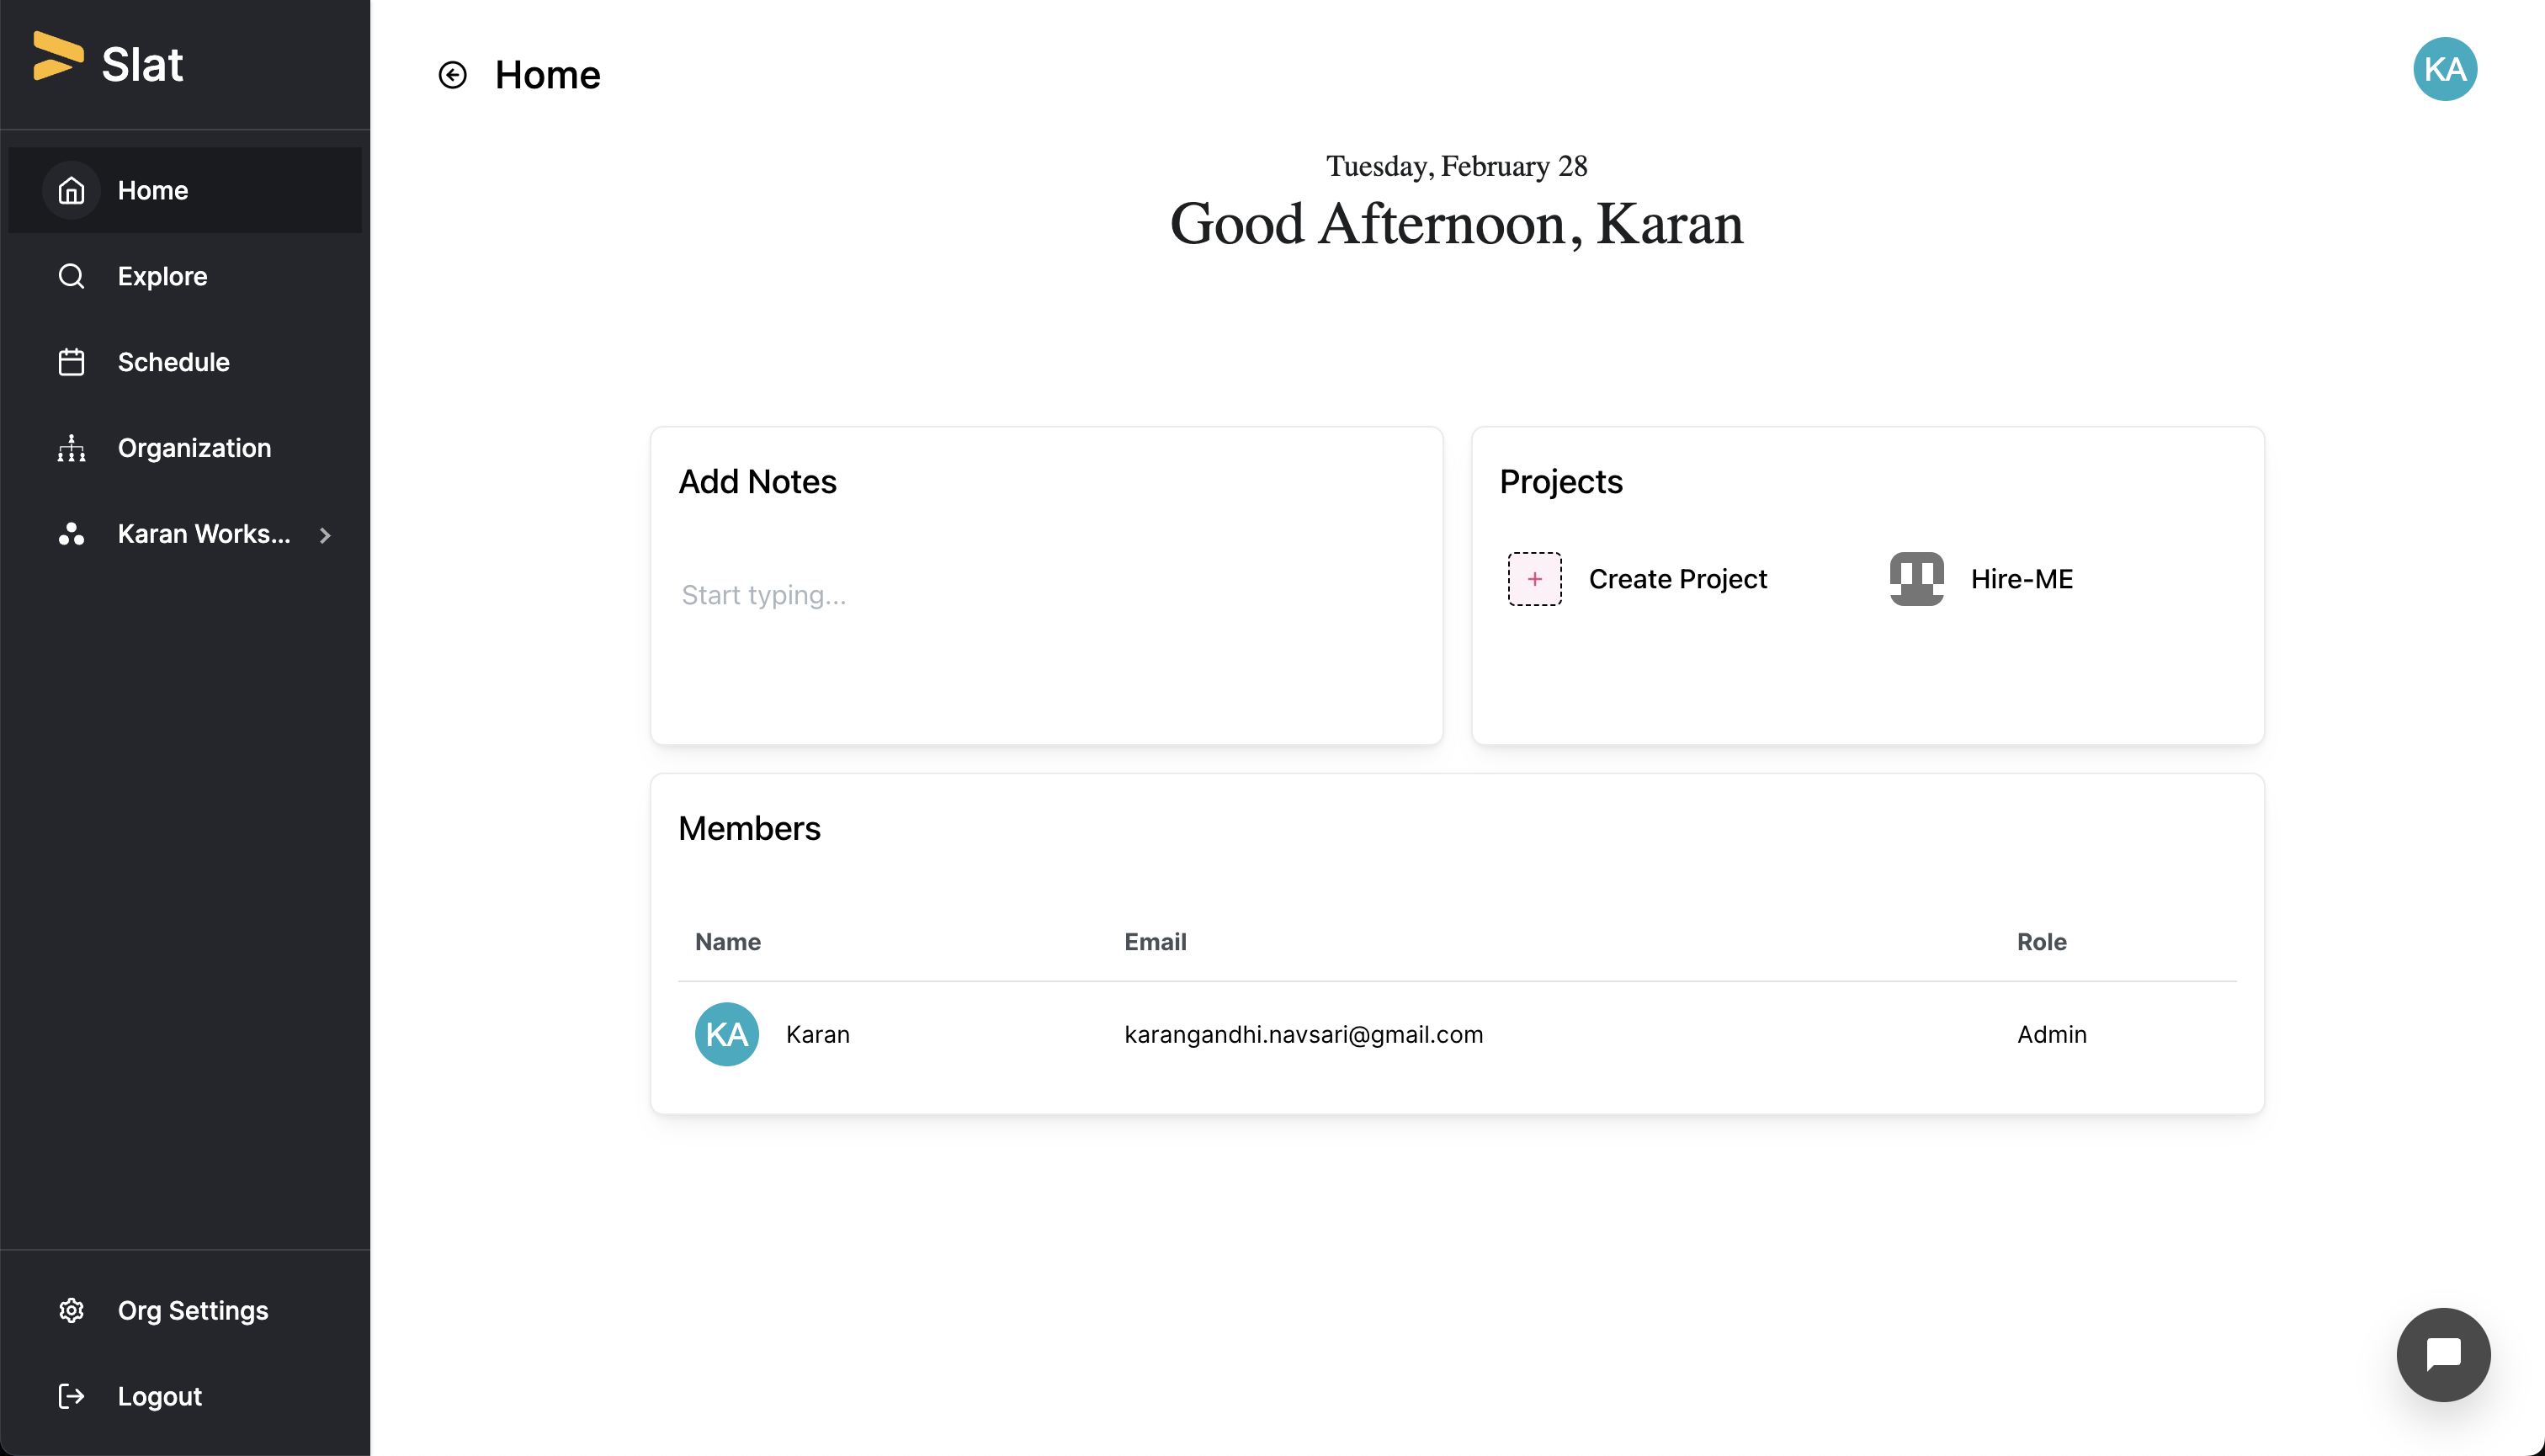 Slat
Home
Explore
Schedule
Organization
Karan Works...
Org Settings
Logout
Home
KA
Tuesday, February 28
Good Afternoon, Karan
Add Notes
Start typing...
Projects
+ Create Project
Hire-ME
Members
Name Email Role
KA Karan karangandhi.navsari@gmail.com Admin